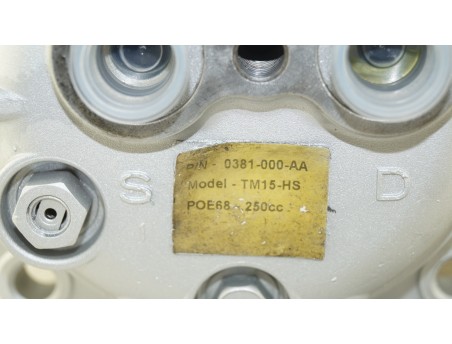 P/N - 0381-000-AA
Model - TM15-HS
S
D
POE68 - 250cc